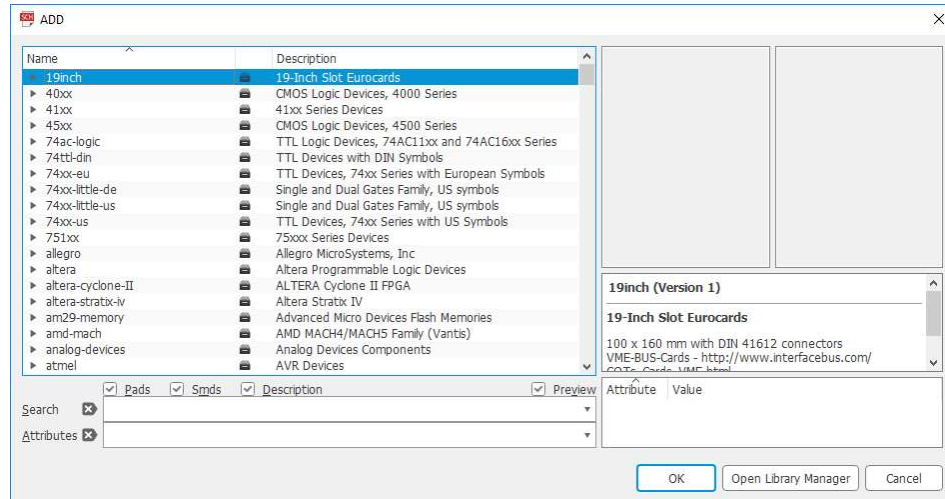 ADD
Name Description
19inch 19-Inch Slot Eurocards
40xx CMOS Logic Devices, 4000 Series
41xx 41xx Series Devices
45xx CMOS Logic Devices, 4500 Series
74ac-logic TTL Logic Devices, 74AC11xx and 74AC16xx Series
74ttl-din TTL Devices with DIN Symbols
74xx-eu TTL Devices, 74xx Series with European Symbols
74xx-little-de Single and Dual Gates Family, US symbols
74xx-little-us Single and Dual Gates Family, US symbols
74xx-us TTL Devices, 74xx Series with US Symbols
751xx 75xxx Series Devices
allegro Allegro MicroSystems, Inc
altera Altera Programmable Logic Devices
altera-cyclone-II ALTERA Cyclone II FPGA
altera-stratix-iv Altera Stratix IV
am29-memory Advanced Micro Devices Flash Memories
amd-mach AMD MACH4/MACH5 Family (Vantis)
analog-devices Analog Devices Components
atmel AVR Devices
19inch (Version 1)
19-Inch Slot Eurocards
100 x 160 mm with DIN 41612 connectors
VME-BUS-Cards - http://www.interfacebus.com/
Pads Smds Description Preview
Search
Attributes
Attribute Value
OK Open Library Manager Cancel